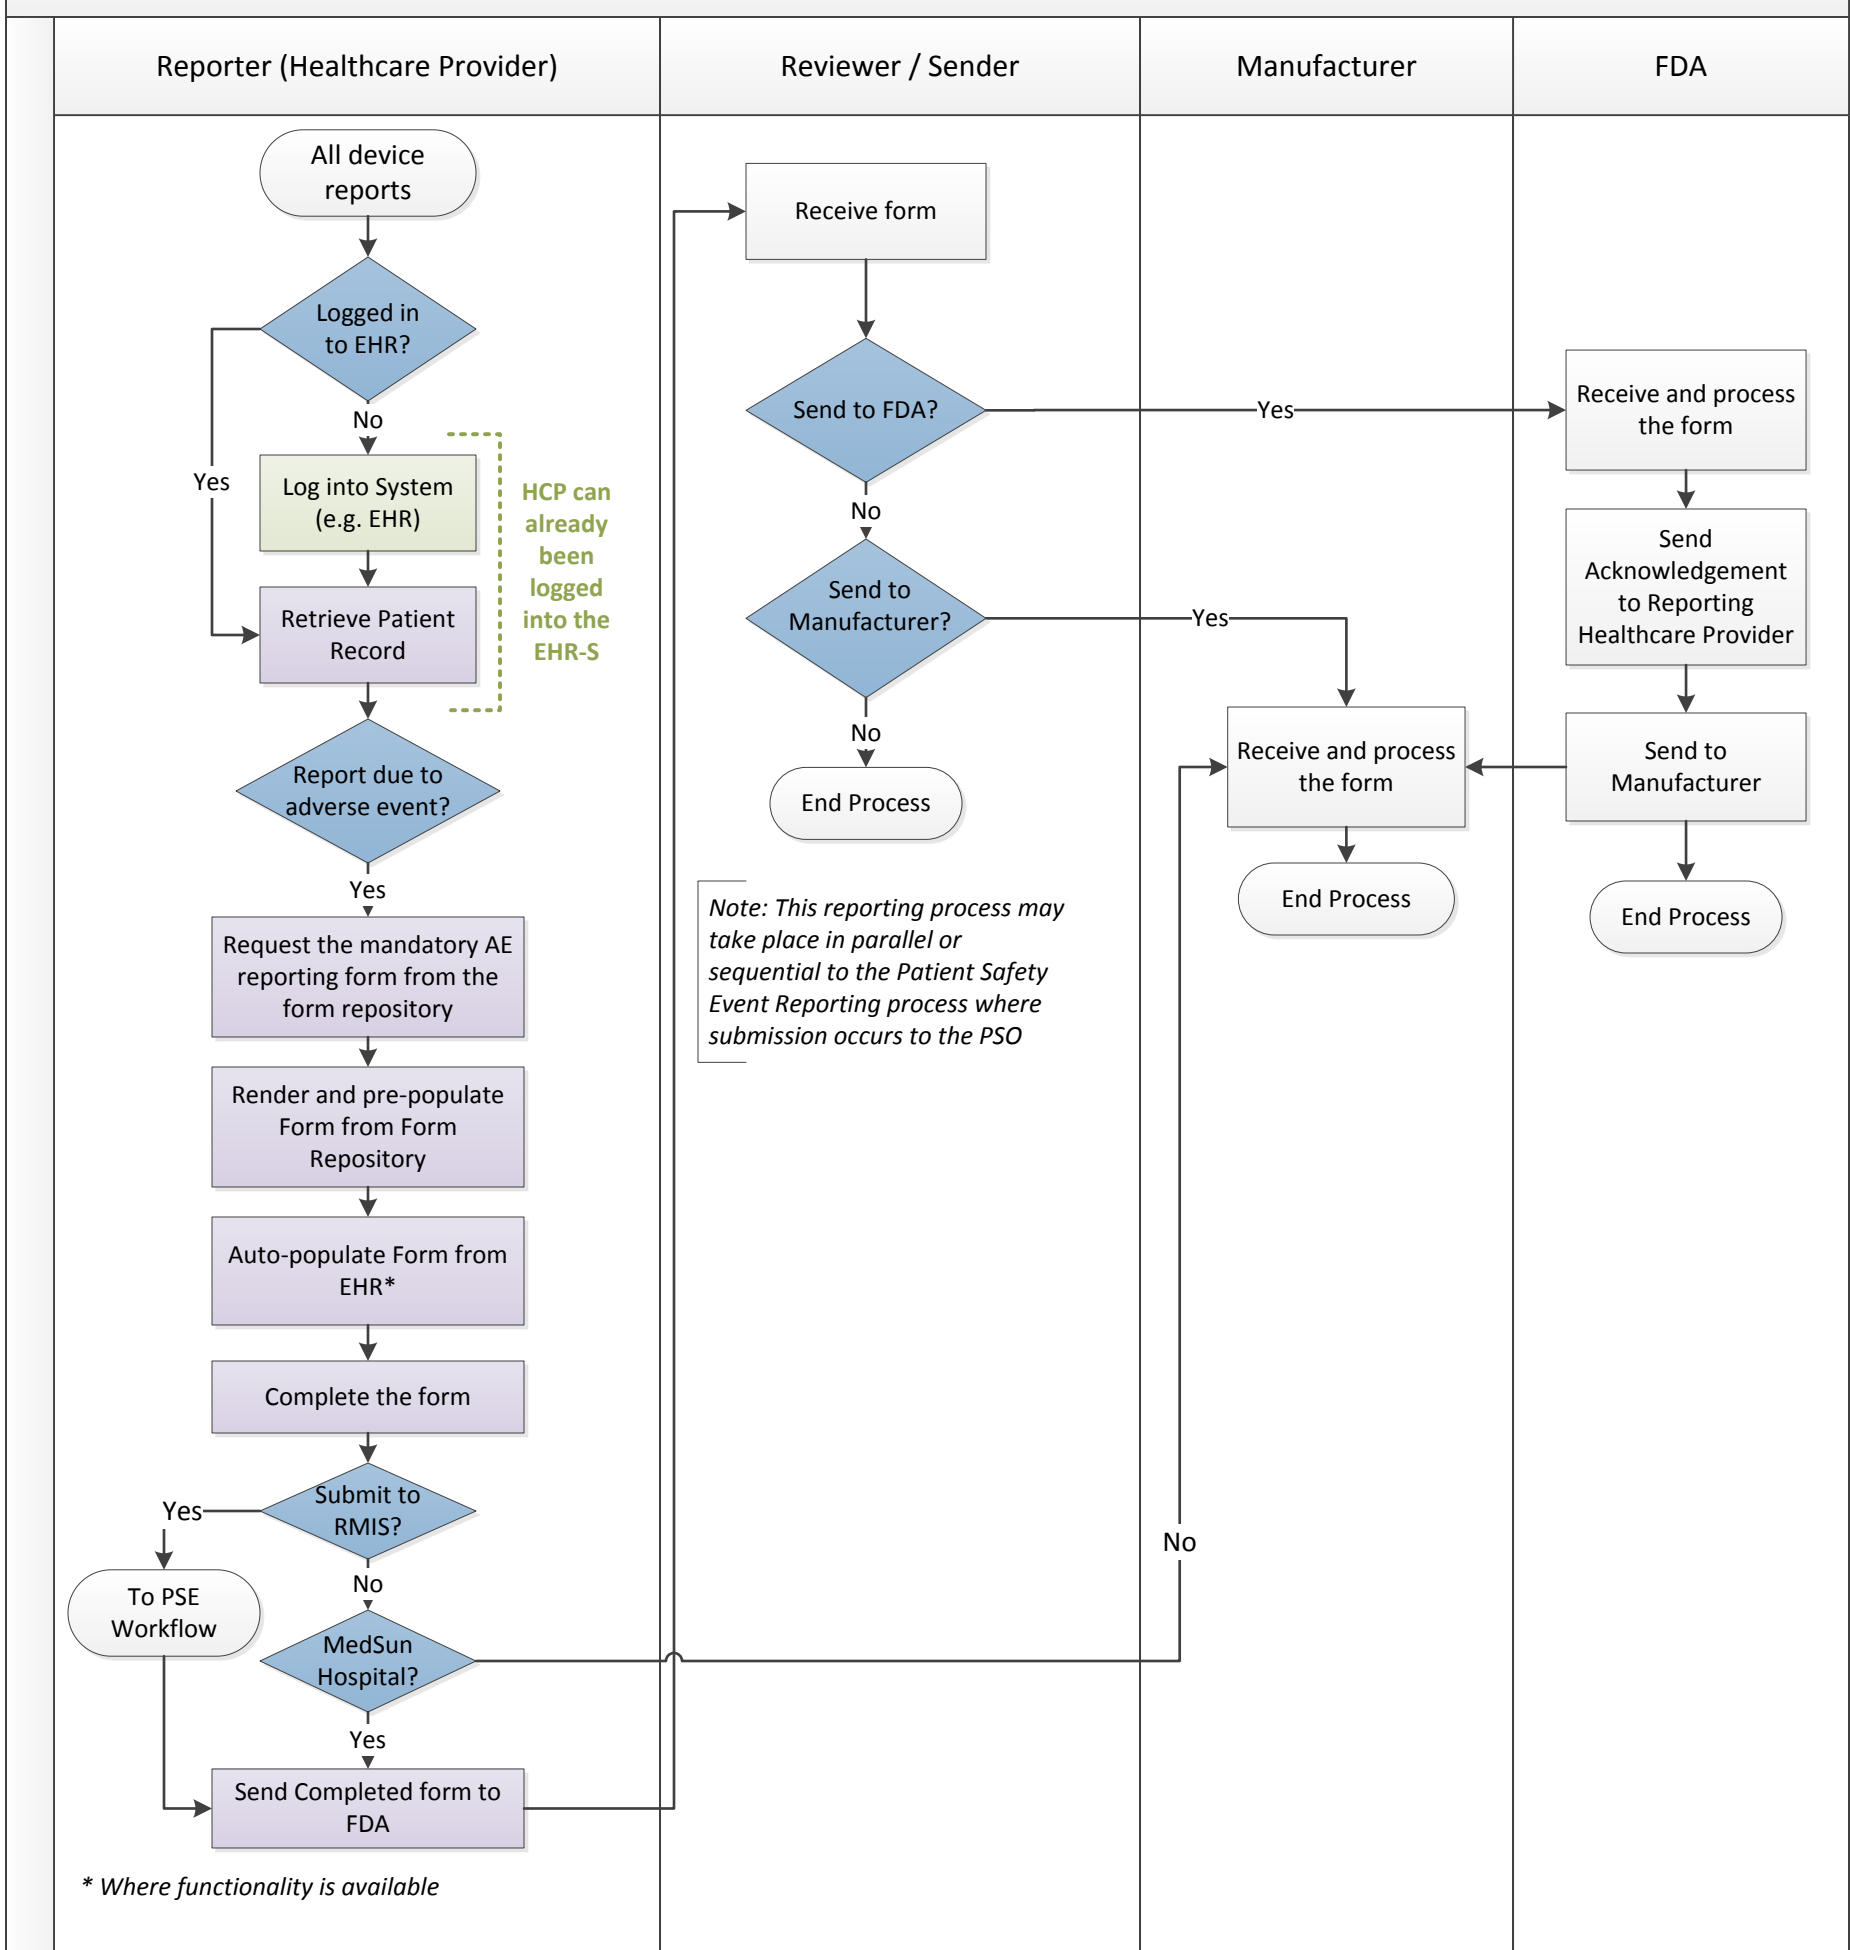 Reporter (Healthcare Provider)
Reviewer / Sender
Manufacturer
FDA
All device
reports
Logged in
to EHR?
No
Yes
Log into System
(e.g. EHR)
HCP can
already
been
logged
into the
EHR-S
Retrieve Patient
Record
Report due to
adverse event?
Yes
Request the mandatory AE
reporting form from the
form repository
Render and pre-populate
Form from Form
Repository
Auto-populate Form from
EHR*
Complete the form
Submit to
RMIS?
Yes
No
To PSE
Workflow
MedSun
Hospital?
Yes
No
Send Completed form to
FDA
* Where functionality is available
Receive form
Send to FDA?
Yes
No
Send to
Manufacturer?
Yes
No
End Process
Note: This reporting process may
take place in parallel or
sequential to the Patient Safety
Event Reporting process where
submission occurs to the PSO
Receive and process
the form
End Process
Receive and process
the form
Send
Acknowledgement
to Reporting
Healthcare Provider
Send to
Manufacturer
End Process